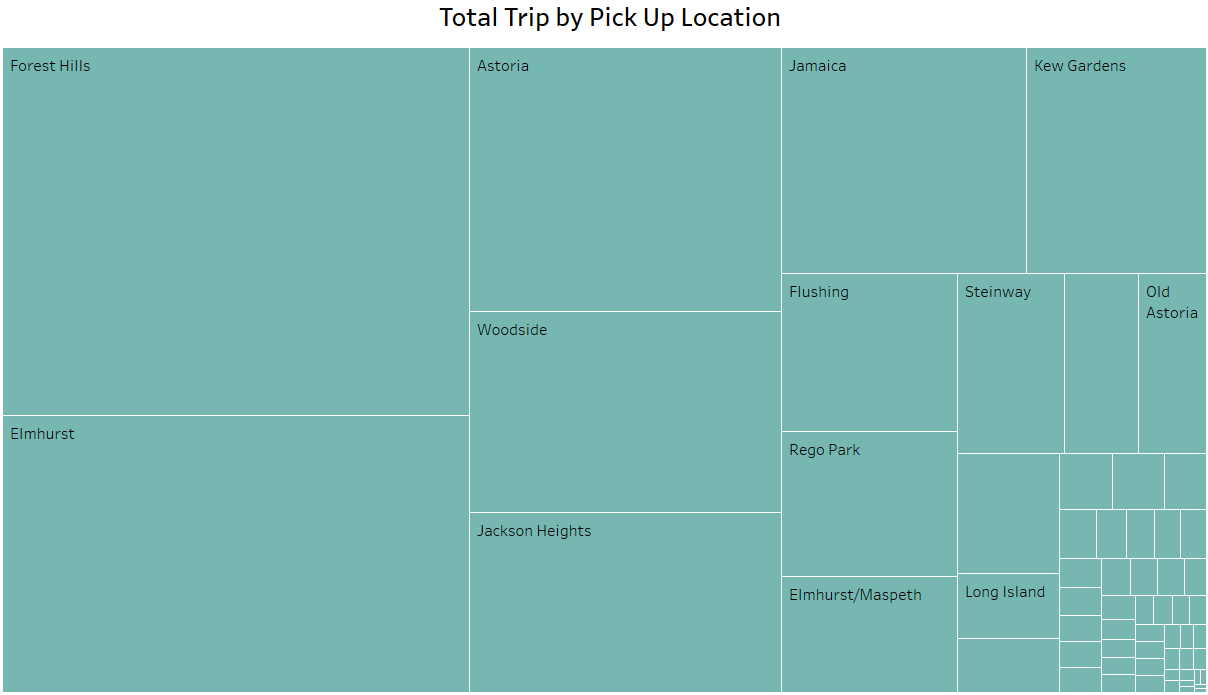 Total Trip by Pick Up Location
Forest Hills
Astoria
Jamaica
Kew Gardens
Flushing
Steinway
Old
Astoria
Woodside
Elmhurst
Rego Park
Jackson Heights
Elmhurst/Maspeth
Long Island